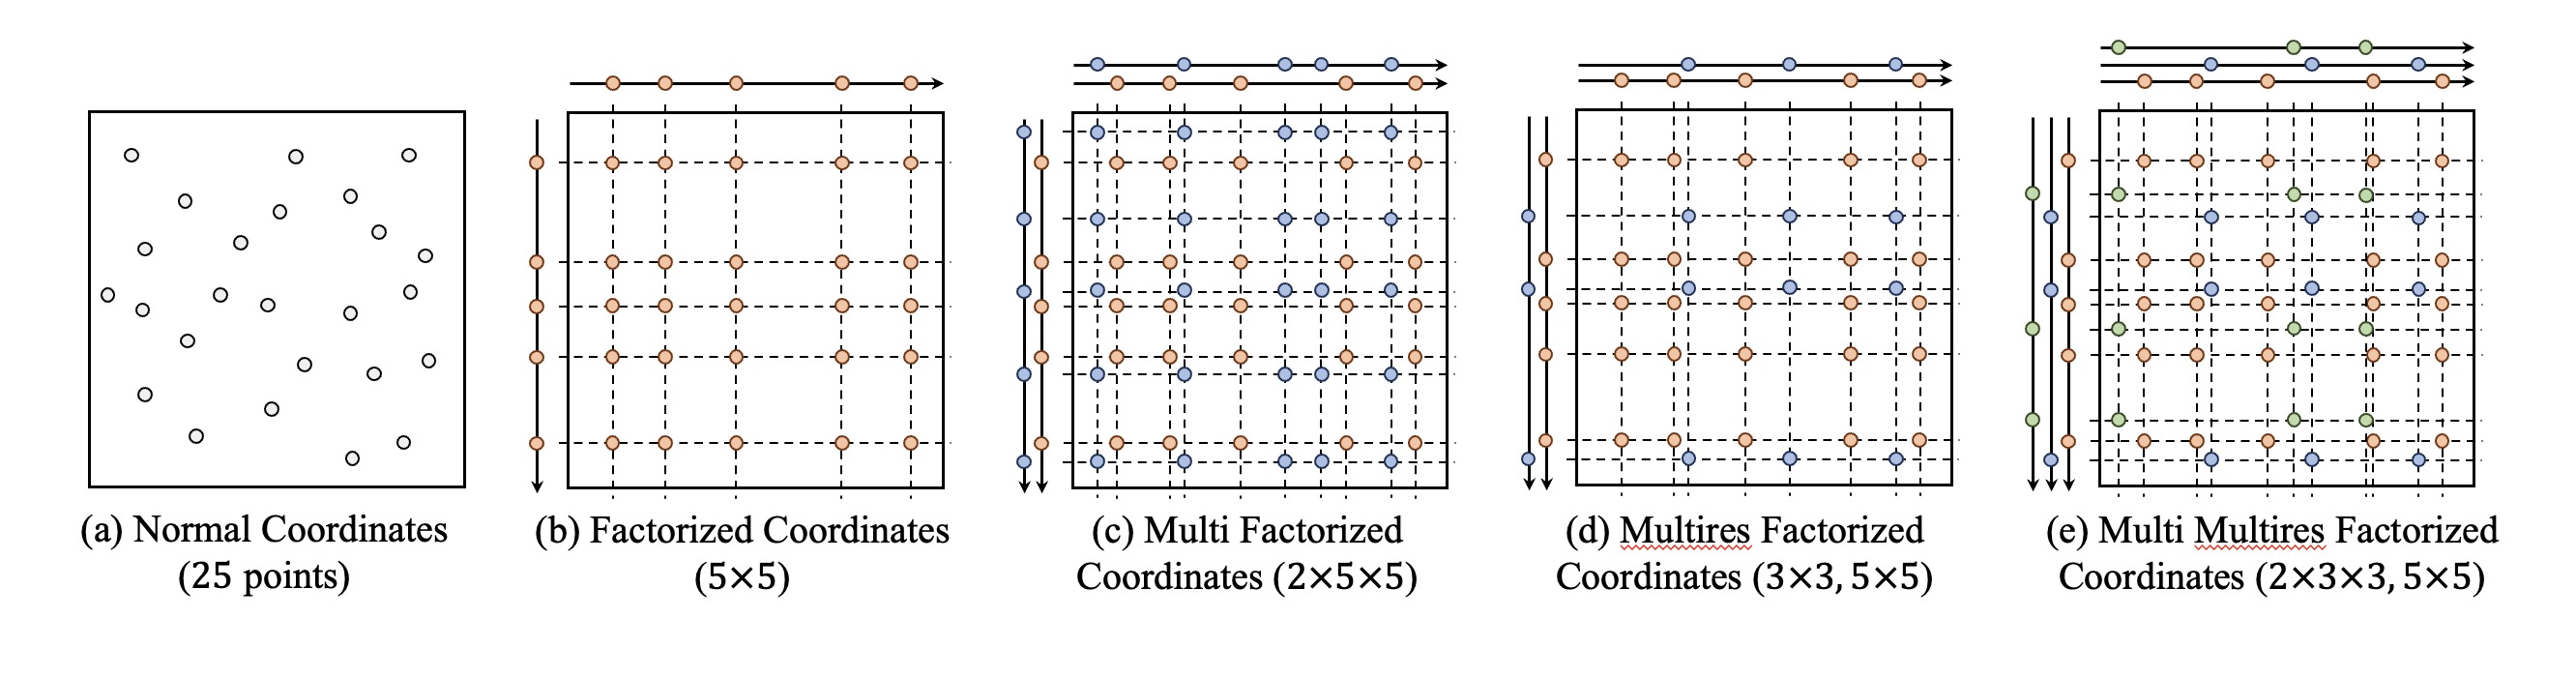 (a) Normal Coordinates
(25 points)
(b) Factorized Coordinates
(5×5)
(c) Multi Factorized
Coordinates (2×5×5)
(d) Multires Factorized
Coordinates (3×3, 5×5)
(e) Multi Multires Factorized
Coordinates (2×3×3, 5×5)